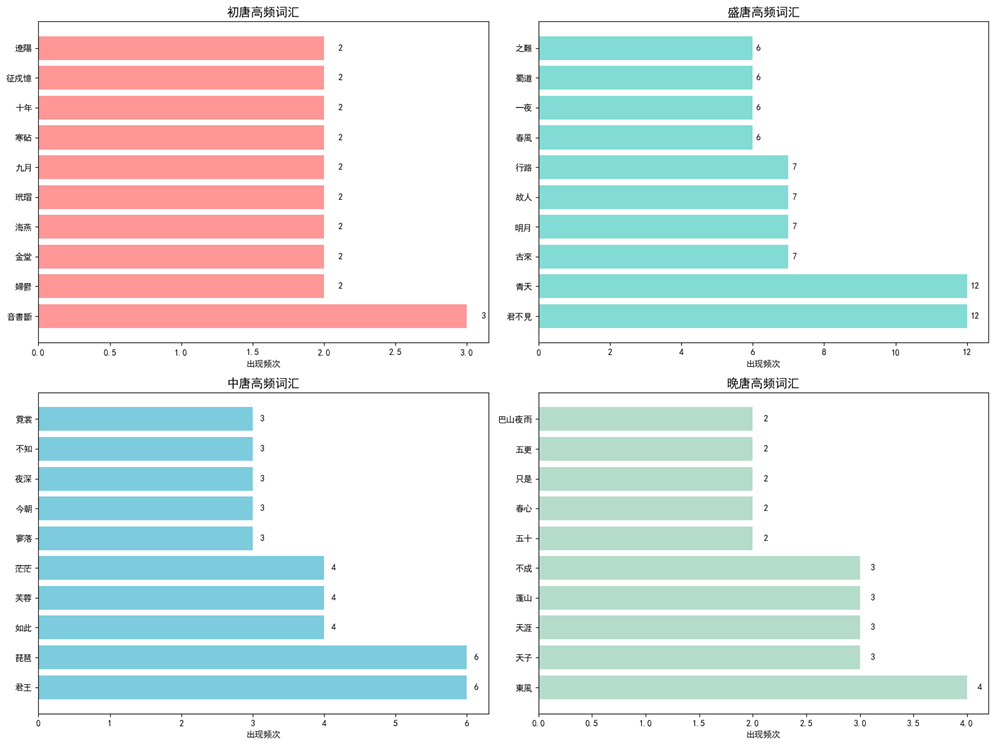 初唐高频词汇
遼陽 2
征戍憶 2
十年 2
寒砧 2
九月 2
玳瑁 2
海燕 2
金堂 2
婦鬱 2
音書斷 3
0.0 0.5 1.0 1.5 2.0 2.5 3.0
出现频次
盛唐高频词汇
之難 6
蜀道 6
一夜 6
春風 6
行路 7
故人 7
明月 7
古來 7
青天 12
君不見 12
0 2 4 6 8 10 12
出现频次
中唐高频词汇
霓裳 3
不知 3
夜深 3
今朝 3
寥落 3
茫茫 4
芙蓉 4
如此 4
琵琶 6
君王 6
0 1 2 3 4 5 6
出现频次
晚唐高频词汇
巴山夜雨 2
五更 2
只是 2
春心 2
五十 2
不成 3
蓬山 3
天涯 3
天子 3
東風 4
0.0 0.5 1.0 1.5 2.0 2.5 3.0 3.5 4.0
出现频次